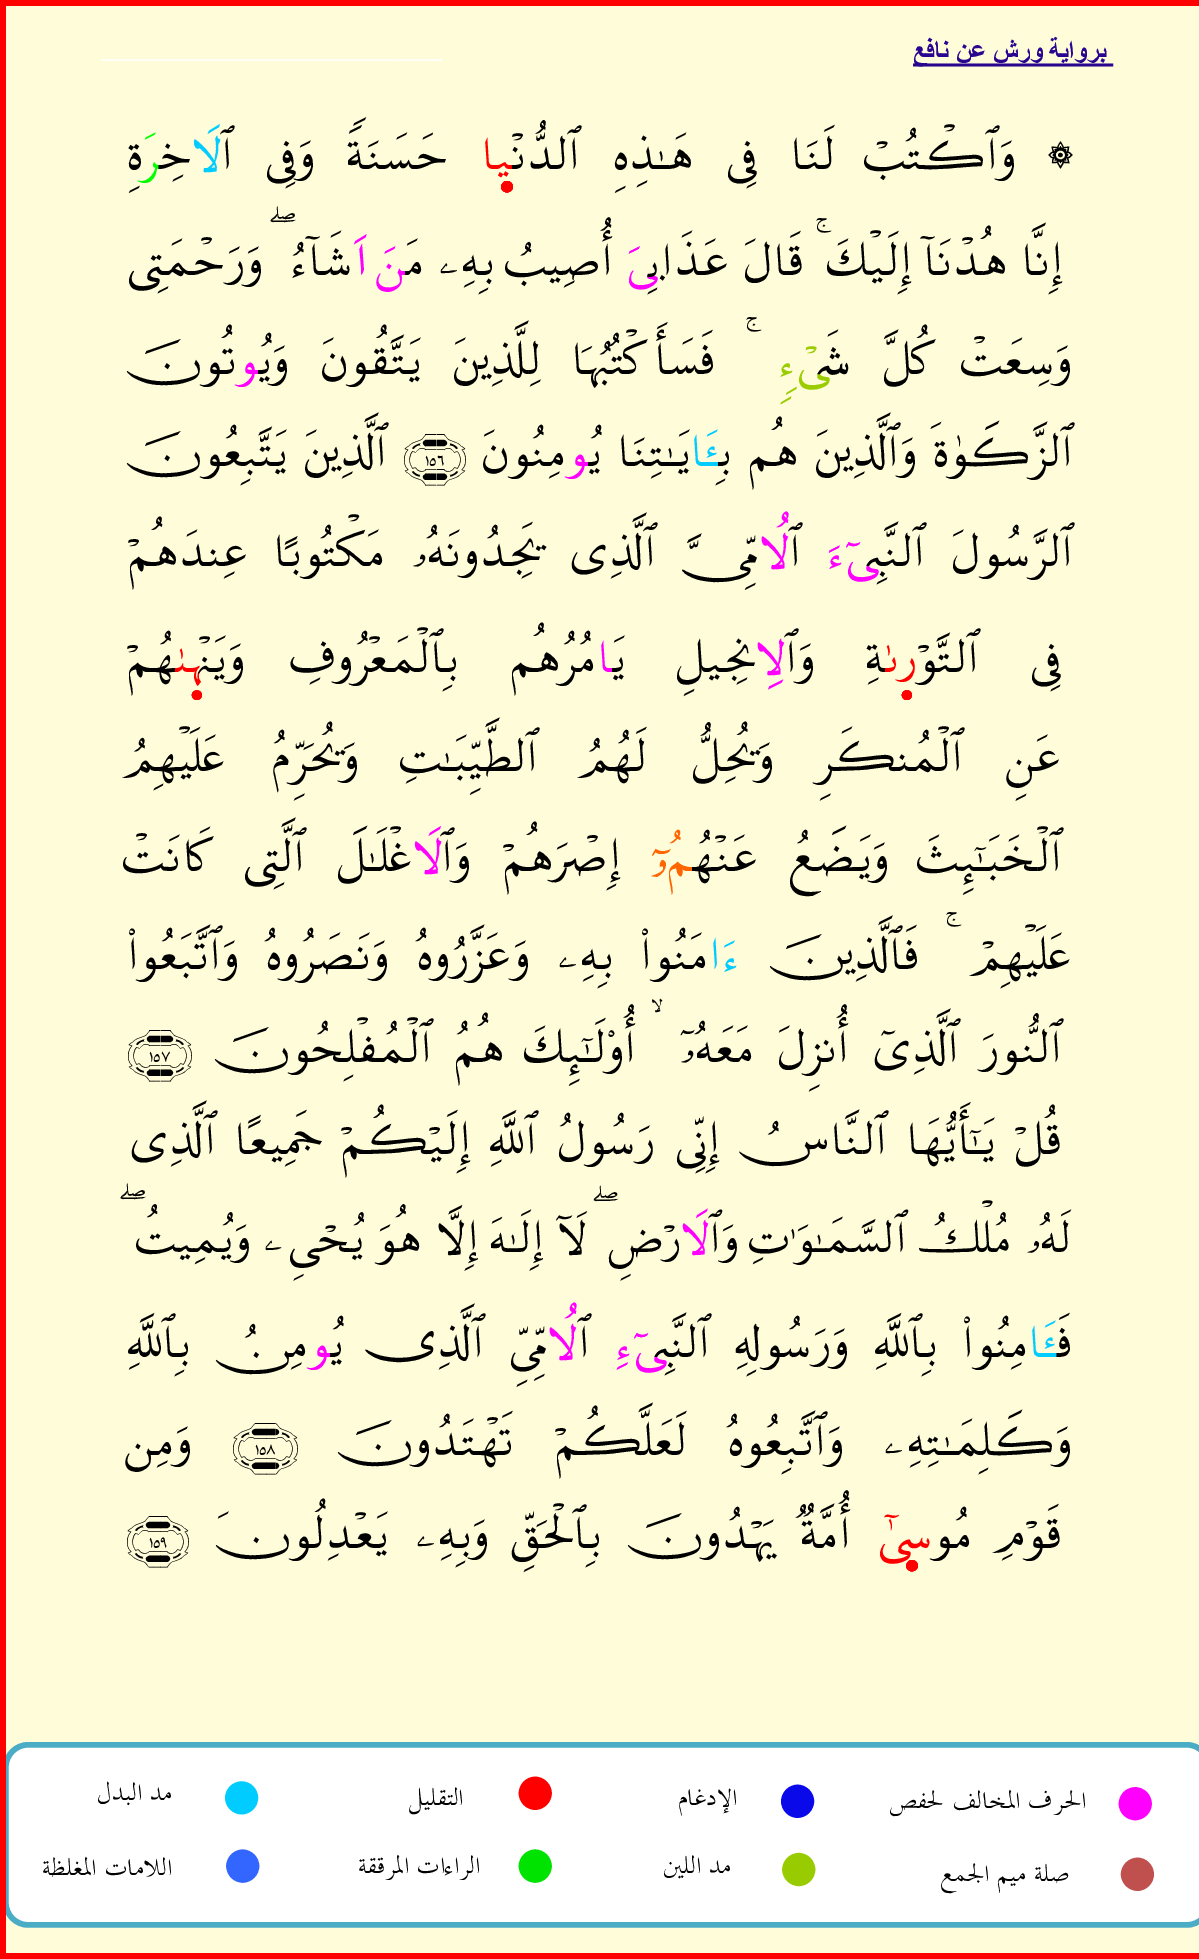 برواية ورش عن نافع
۞ وَٱكْتُبْ لَنَا فِى هَـٰذِهِ ٱلدُّنْيا حَسَنَةً وَفِى ٱلَاخِرَةِ
إِنَّا هُدْنَآ إِلَيْكَ ۚ قَالَ عَذَابِىَ أُصِيبُ بِهِۦ مَنَ اَشَآءُ ۖ وَرَحْمَتِى
وَسِعَتْ كُلَّ شَىْءٍ ۚ فَسَأَكْتُبُهَا لِلَّذِينَ يَتَّقُونَ وَيُوتُونَ
ٱلزَّكَوٰةَ وَٱلَّذِينَ هُم بِـَٔايَـٰتِنَا يُومِنُونَ ١٥٦ ٱلَّذِينَ يَتَّبِعُونَ
ٱلرَّسُولَ ٱلنَّبِىٓءَ ٱلُامِّىَّ ٱلَّذِى يَجِدُونَهُۥ مَكْتُوبًا عِندَهُمْ
فِى ٱلتَّوْرىٰةِ وَٱلِانجِيلِ يَامُرُهُم بِٱلْمَعْرُوفِ وَيَنْهىٰهُمْ
عَنِ ٱلْمُنكَرِ وَيُحِلُّ لَهُمُ ٱلطَّيِّبَـٰتِ وَيُحَرِّمُ عَلَيْهِمُ
ٱلْخَبَـٰٓئِثَ وَيَضَعُ عَنْهُمُۥٓ إِصْرَهُمْ وَٱلَاغْلَـٰلَ ٱلَّتِى كَانَتْ
عَلَيْهِمْ ۚ فَٱلَّذِينَ ءَامَنُوا۟ بِهِۦ وَعَزَّرُوهُ وَنَصَرُوهُ وَٱتَّبَعُوا۟
ٱلنُّورَ ٱلَّذِىٓ أُنزِلَ مَعَهُۥٓ ۙ أُو۟لَـٰٓئِكَ هُمُ ٱلْمُفْلِحُونَ ١٥٧
قُلْ يَـٰٓأَيُّهَا ٱلنَّاسُ إِنِّى رَسُولُ ٱللَّهِ إِلَيْكُمْ جَمِيعًا ٱلَّذِى
لَهُۥ مُلْكُ ٱلسَّمَـٰوَٰتِ وَٱلَارْضِ ۖ لَآ إِلَـٰهَ إِلَّا هُوَ يُحْىِۦ وَيُمِيتُ ۖ
فَـَٔامِنُوا۟ بِٱللَّهِ وَرَسُولِهِ ٱلنَّبِىٓءِ ٱلُامِّىِّ ٱلَّذِى يُومِنُ بِٱللَّهِ
وَكَلِمَـٰتِهِۦ وَٱتَّبِعُوهُ لَعَلَّكُمْ تَهْتَدُونَ ١٥٨ وَمِن
قَوْمِ مُوسىٰٓ أُمَّةٌ يَهْدُونَ بِٱلْحَقِّ وَبِهِۦ يَعْدِلُونَ ١٥٩
الحرف المخالف لحفص الإدغام التقليل مد البدل
صلة ميم الجمع مد اللين الراءات المرققة اللامات المغلظة